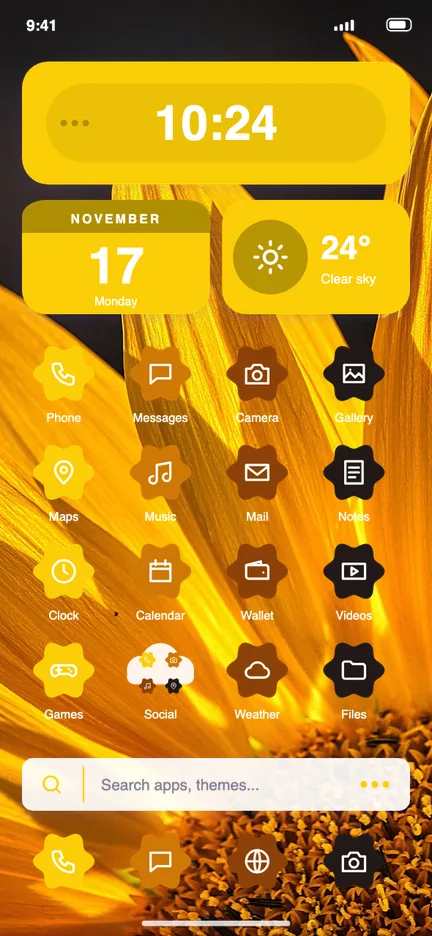 9:41
10:24
NOVEMBER
17
Monday
24°
Clear sky
Phone Messages Camera Gallery
Maps Music Mail Notes
Clock Calendar Wallet Videos
Games Social Weather Files
Search apps, themes...